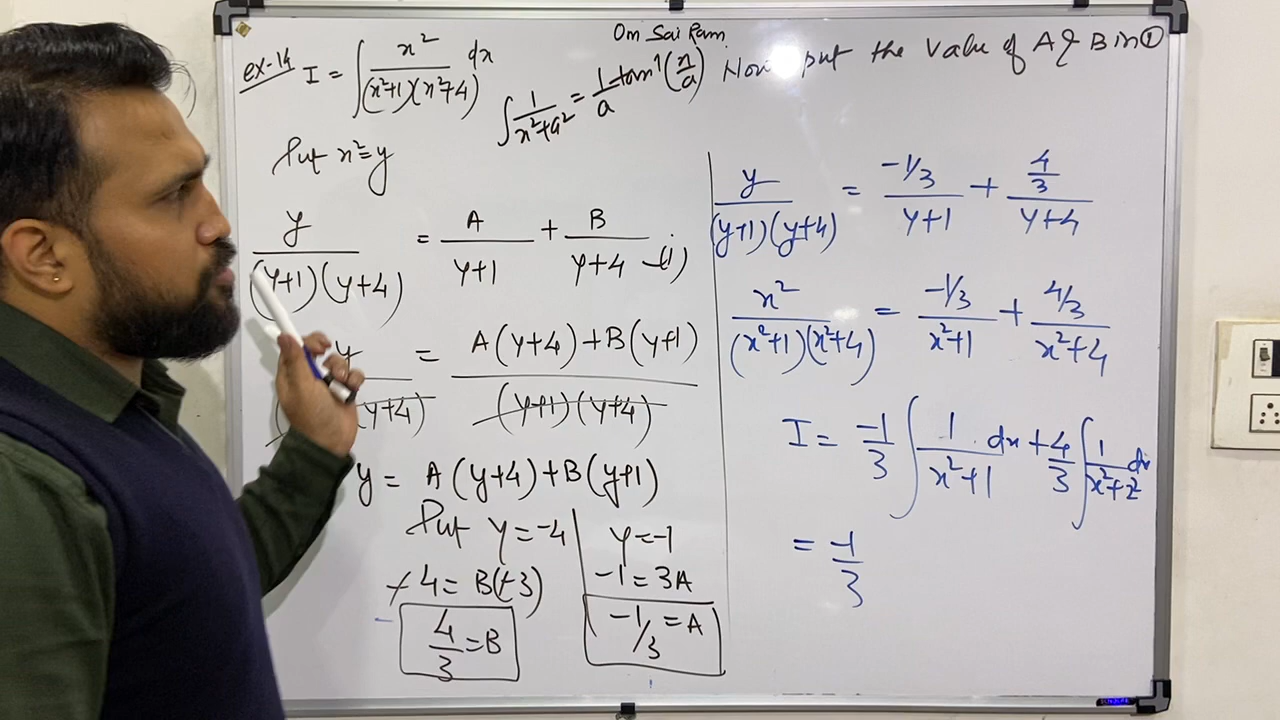 Om Sai Ram
ex-14 I = ∫ x²/(x²+1)(x²+4) dx
∫ 1/x²+a² = 1/a tan⁻¹(x/a)
Put x²=y
y/(y+1)(y+4) = A/y+1 + B/y+4 —(i)
y/(y+4) = A(y+4)+B(y+1)/(y+1)(y+4)
y = A(y+4)+B(y+1)
Put y=-4
-4 = B(-3)
4/3 = B
y=-1
-1 = 3A
-1/3 = A
Now put the value of A & B in ①
y/(y+1)(y+4) = -1/3/y+1 + 4/3/y+4
x²/(x²+1)(x²+4) = -1/3/x²+1 + 4/3/x²+4
I = -1/3 ∫ 1/x²+1 dx + 4/3 ∫ 1/x²+2² dx
= -1/3